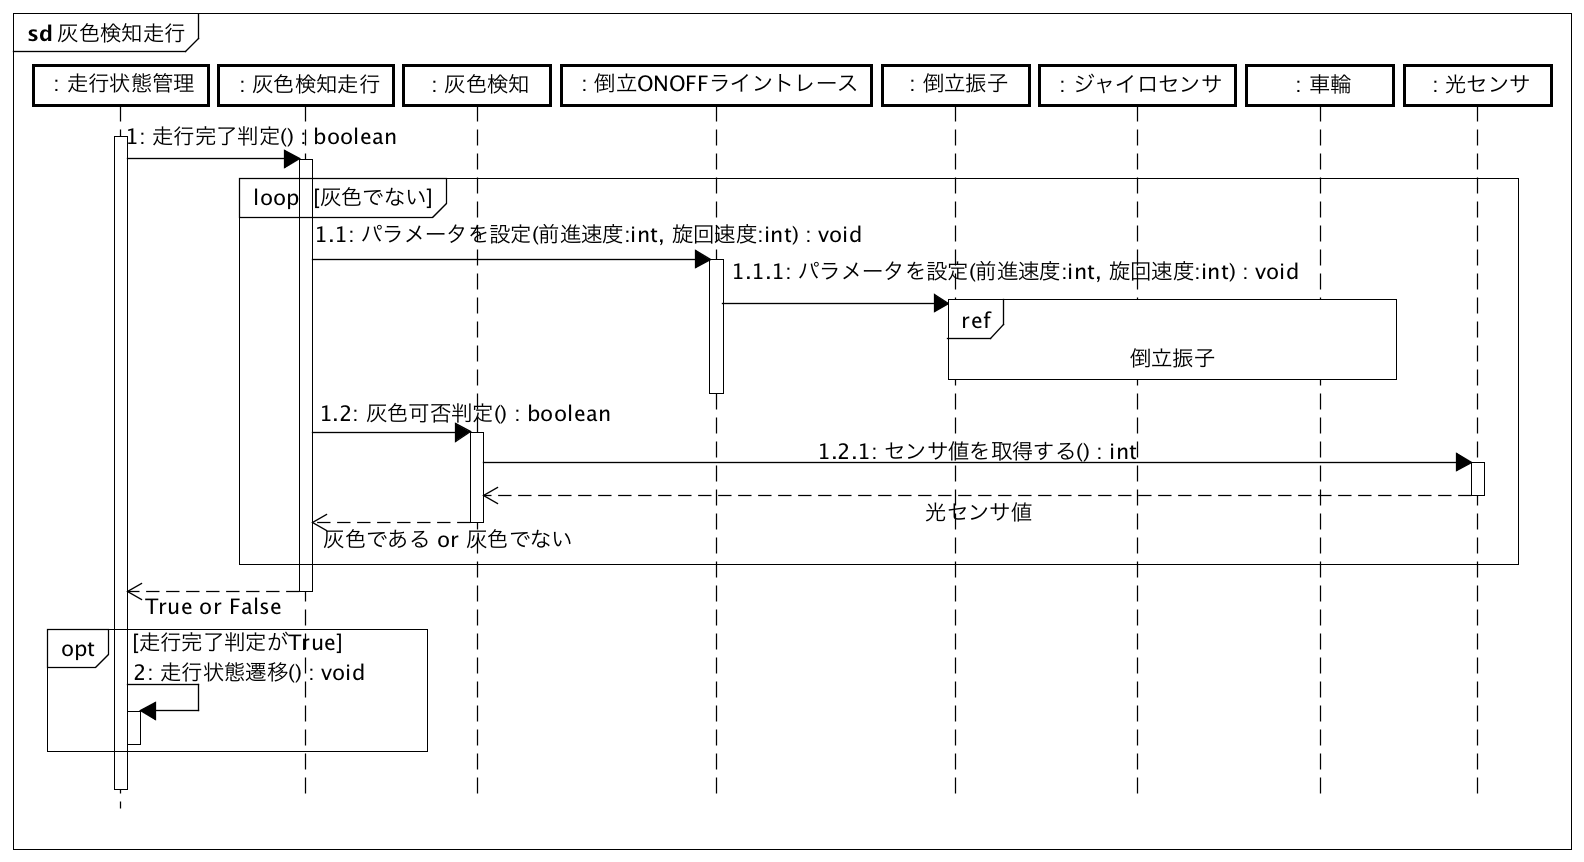 sd 灰色検知走行
: 走行状態管理
: 灰色検知走行
: 灰色検知
: 倒立ONOFFライントレース
: 倒立振子
: ジャイロセンサ
: 車輪
: 光センサ
1: 走行完了判定() : boolean
loop [灰色でない]
1.1: パラメータを設定(前進速度:int, 旋回速度:int) : void
1.1.1: パラメータを設定(前進速度:int, 旋回速度:int) : void
ref
倒立振子
1.2: 灰色可否判定() : boolean
1.2.1: センサ値を取得する() : int
光センサ値
灰色である or 灰色でない
True or False
opt [走行完了判定がTrue]
2: 走行状態遷移() : void